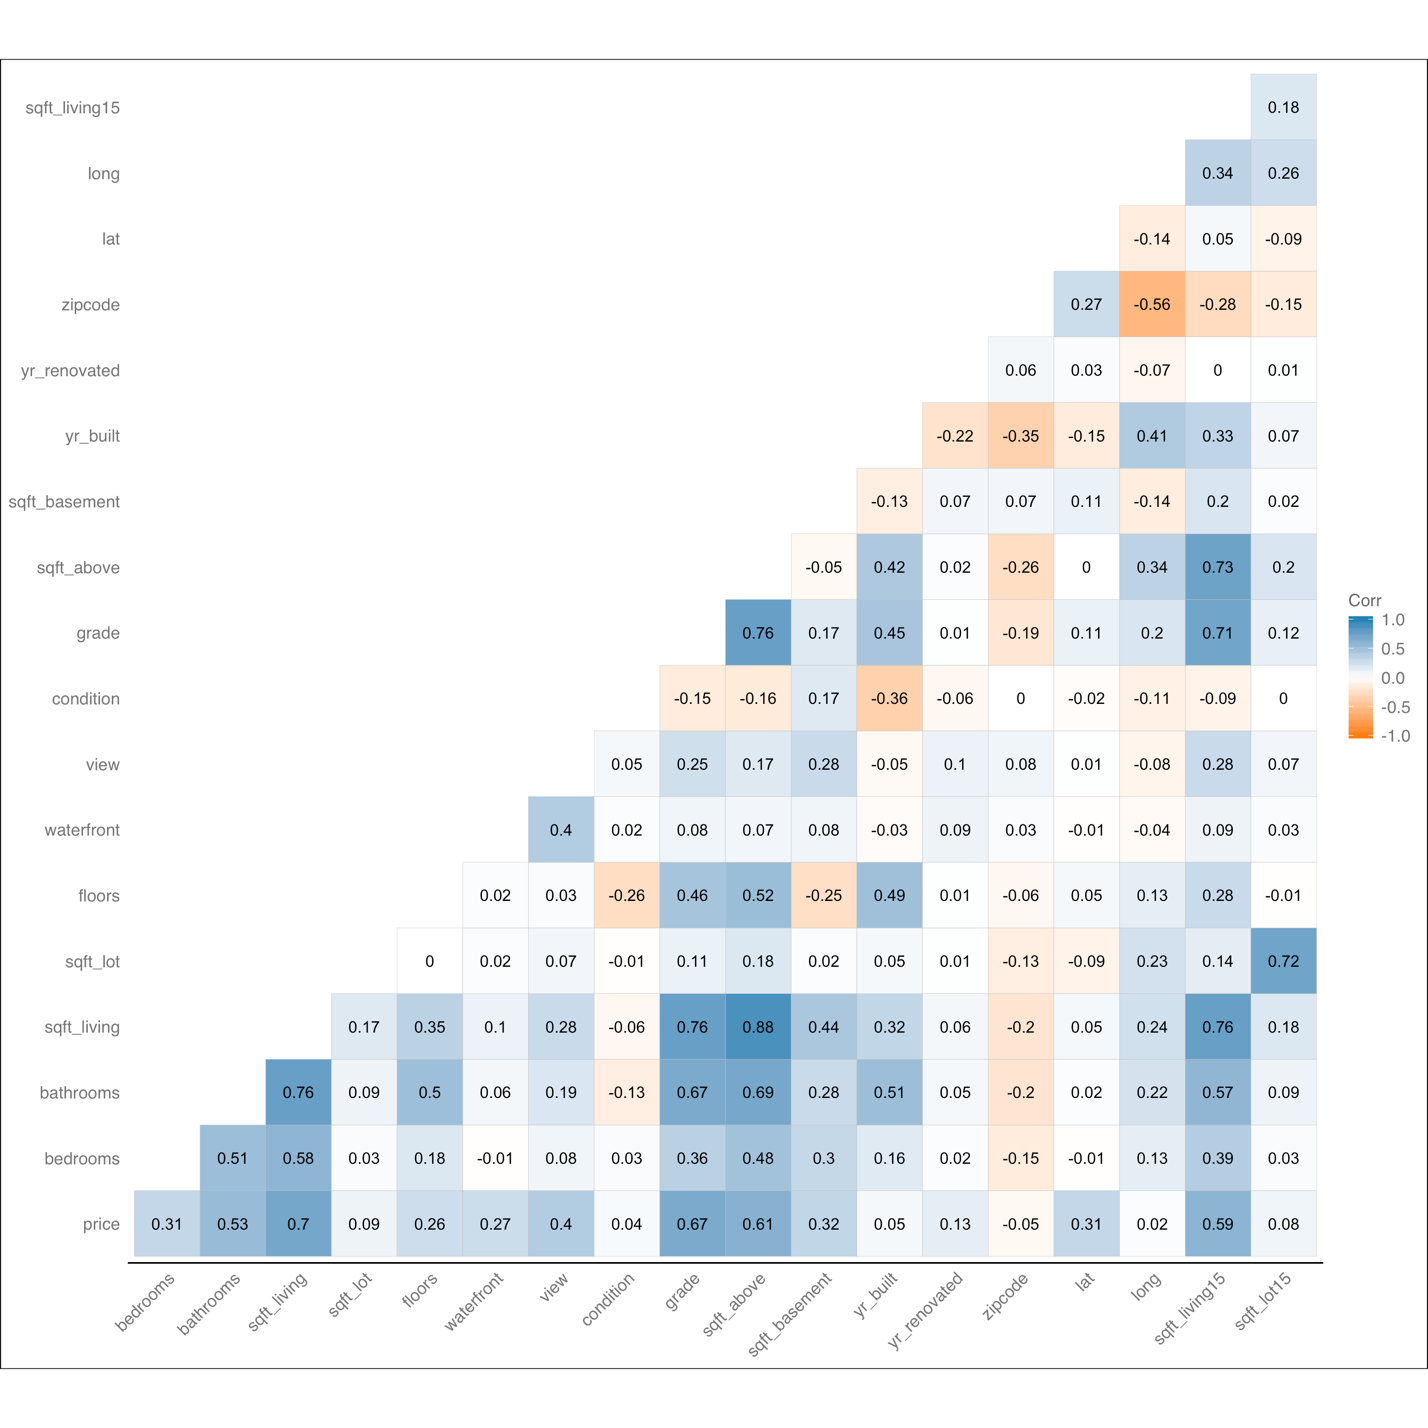 sqft_living15 0.18
long 0.34 0.26
lat -0.14 0.05 -0.09
zipcode 0.27 -0.56 -0.28 -0.15
yr_renovated 0.06 0.03 -0.07 0 0.01
yr_built -0.22 -0.35 -0.15 0.41 0.33 0.07
sqft_basement -0.13 0.07 0.07 0.11 -0.14 0.2 0.02
sqft_above -0.05 0.42 0.02 -0.26 0 0.34 0.73 0.2
grade 0.76 0.17 0.45 0.01 -0.19 0.11 0.2 0.71 0.12
condition -0.15 -0.16 0.17 -0.36 -0.06 0 -0.02 -0.11 -0.09 0
view 0.05 0.25 0.17 0.28 -0.05 0.1 0.08 0.01 -0.08 0.28 0.07
waterfront 0.4 0.02 0.08 0.07 0.08 -0.03 0.09 0.03 -0.01 -0.04 0.09 0.03
floors 0.02 0.03 -0.26 0.46 0.52 -0.25 0.49 0.01 -0.06 0.05 0.13 0.28 -0.01
sqft_lot 0 0.02 0.07 -0.01 0.11 0.18 0.02 0.05 0.01 -0.13 -0.09 0.23 0.14 0.72
sqft_living 0.17 0.35 0.1 0.28 -0.06 0.76 0.88 0.44 0.32 0.06 -0.2 0.05 0.24 0.76 0.18
bathrooms 0.76 0.09 0.5 0.06 0.19 -0.13 0.67 0.69 0.28 0.51 0.05 -0.2 0.02 0.22 0.57 0.09
bedrooms 0.51 0.58 0.03 0.18 -0.01 0.08 0.03 0.36 0.48 0.3 0.16 0.02 -0.15 -0.01 0.13 0.39 0.03
price 0.31 0.53 0.7 0.09 0.26 0.27 0.4 0.04 0.67 0.61 0.32 0.05 0.13 -0.05 0.31 0.02 0.59 0.08
bedrooms bathrooms sqft_living sqft_lot floors waterfront view condition grade sqft_above sqft_basement yr_built yr_renovated zipcode lat long sqft_living15 sqft_lot15
Corr
1.0
0.5
0.0
-0.5
-1.0